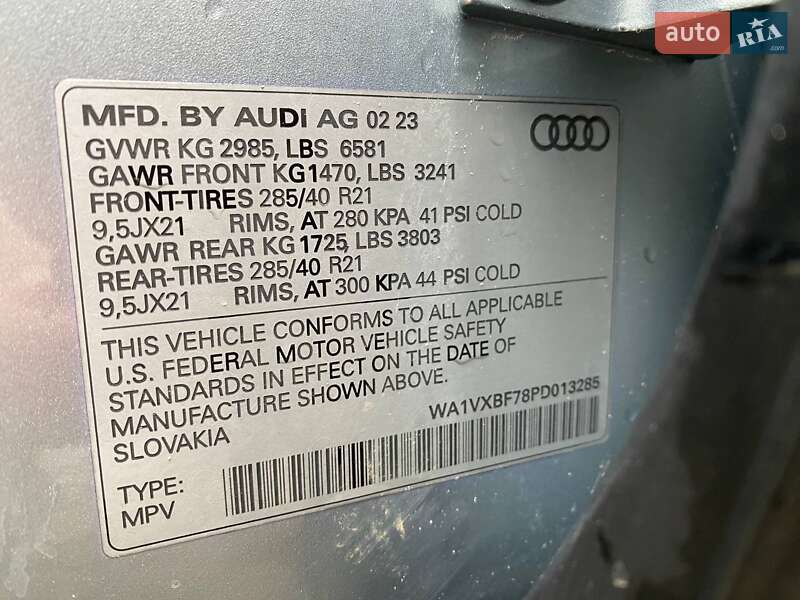 auto RIA
.com
MFD. BY AUDI AG 02 23
GVWR KG 2985, LBS 6581
GAWR FRONT KG1470, LBS 3241
FRONT-TIRES 285/40 R21
9,5JX21 RIMS, AT 280 KPA 41 PSI COLD
GAWR REAR KG 1725, LBS 3803
REAR-TIRES 285/40 R21
9,5JX21 RIMS, AT 300 KPA 44 PSI COLD
THIS VEHICLE CONFORMS TO ALL APPLICABLE
U.S. FEDERAL MOTOR VEHICLE SAFETY
STANDARDS IN EFFECT ON THE DATE OF
MANUFACTURE SHOWN ABOVE.
SLOVAKIA
WA1VXBF78PD013285
TYPE:
MPV